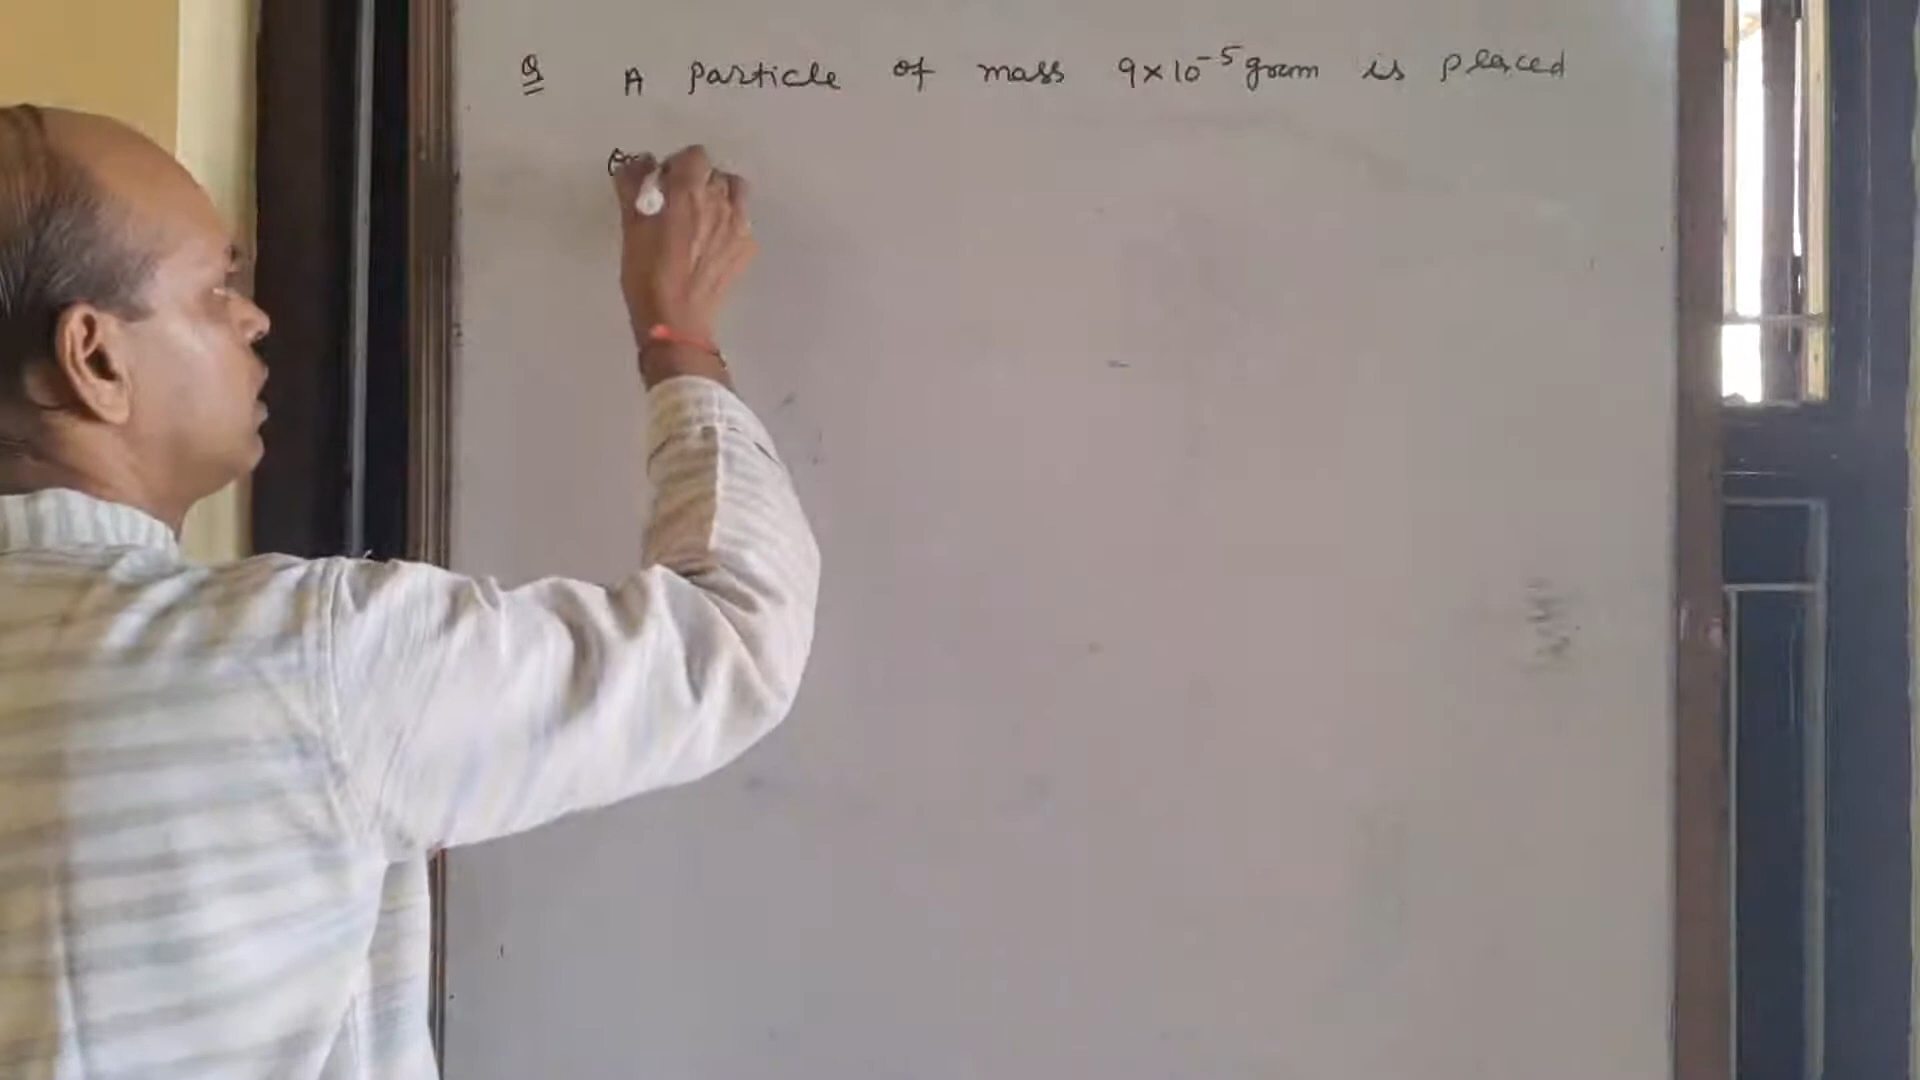 Q A particle of mass 9×10⁻⁵ gram is placed